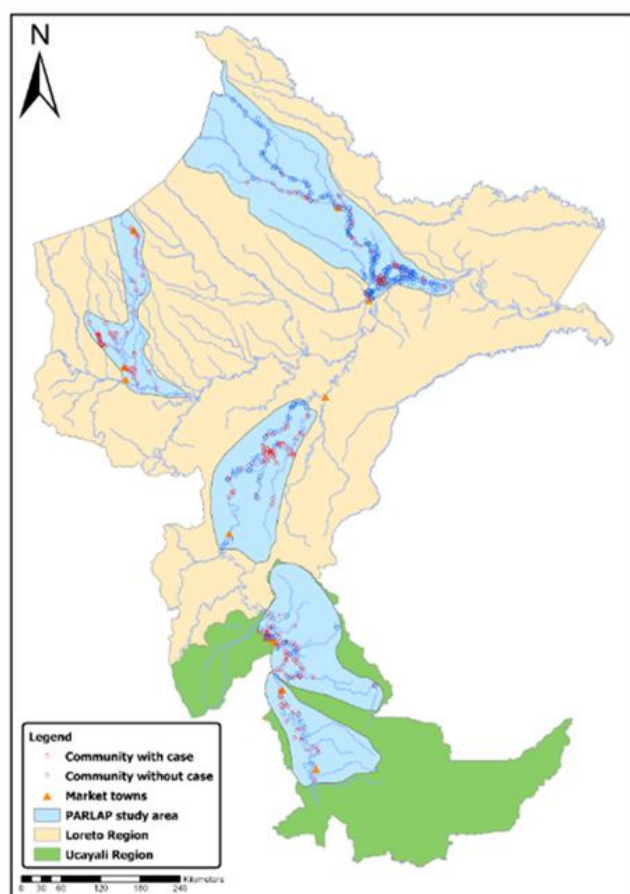 N
Legend
Community with case
Community without case
Market towns
PARLAP study area
Loreto Region
Ucayali Region
Kilometers
0 30 60 120 180 240